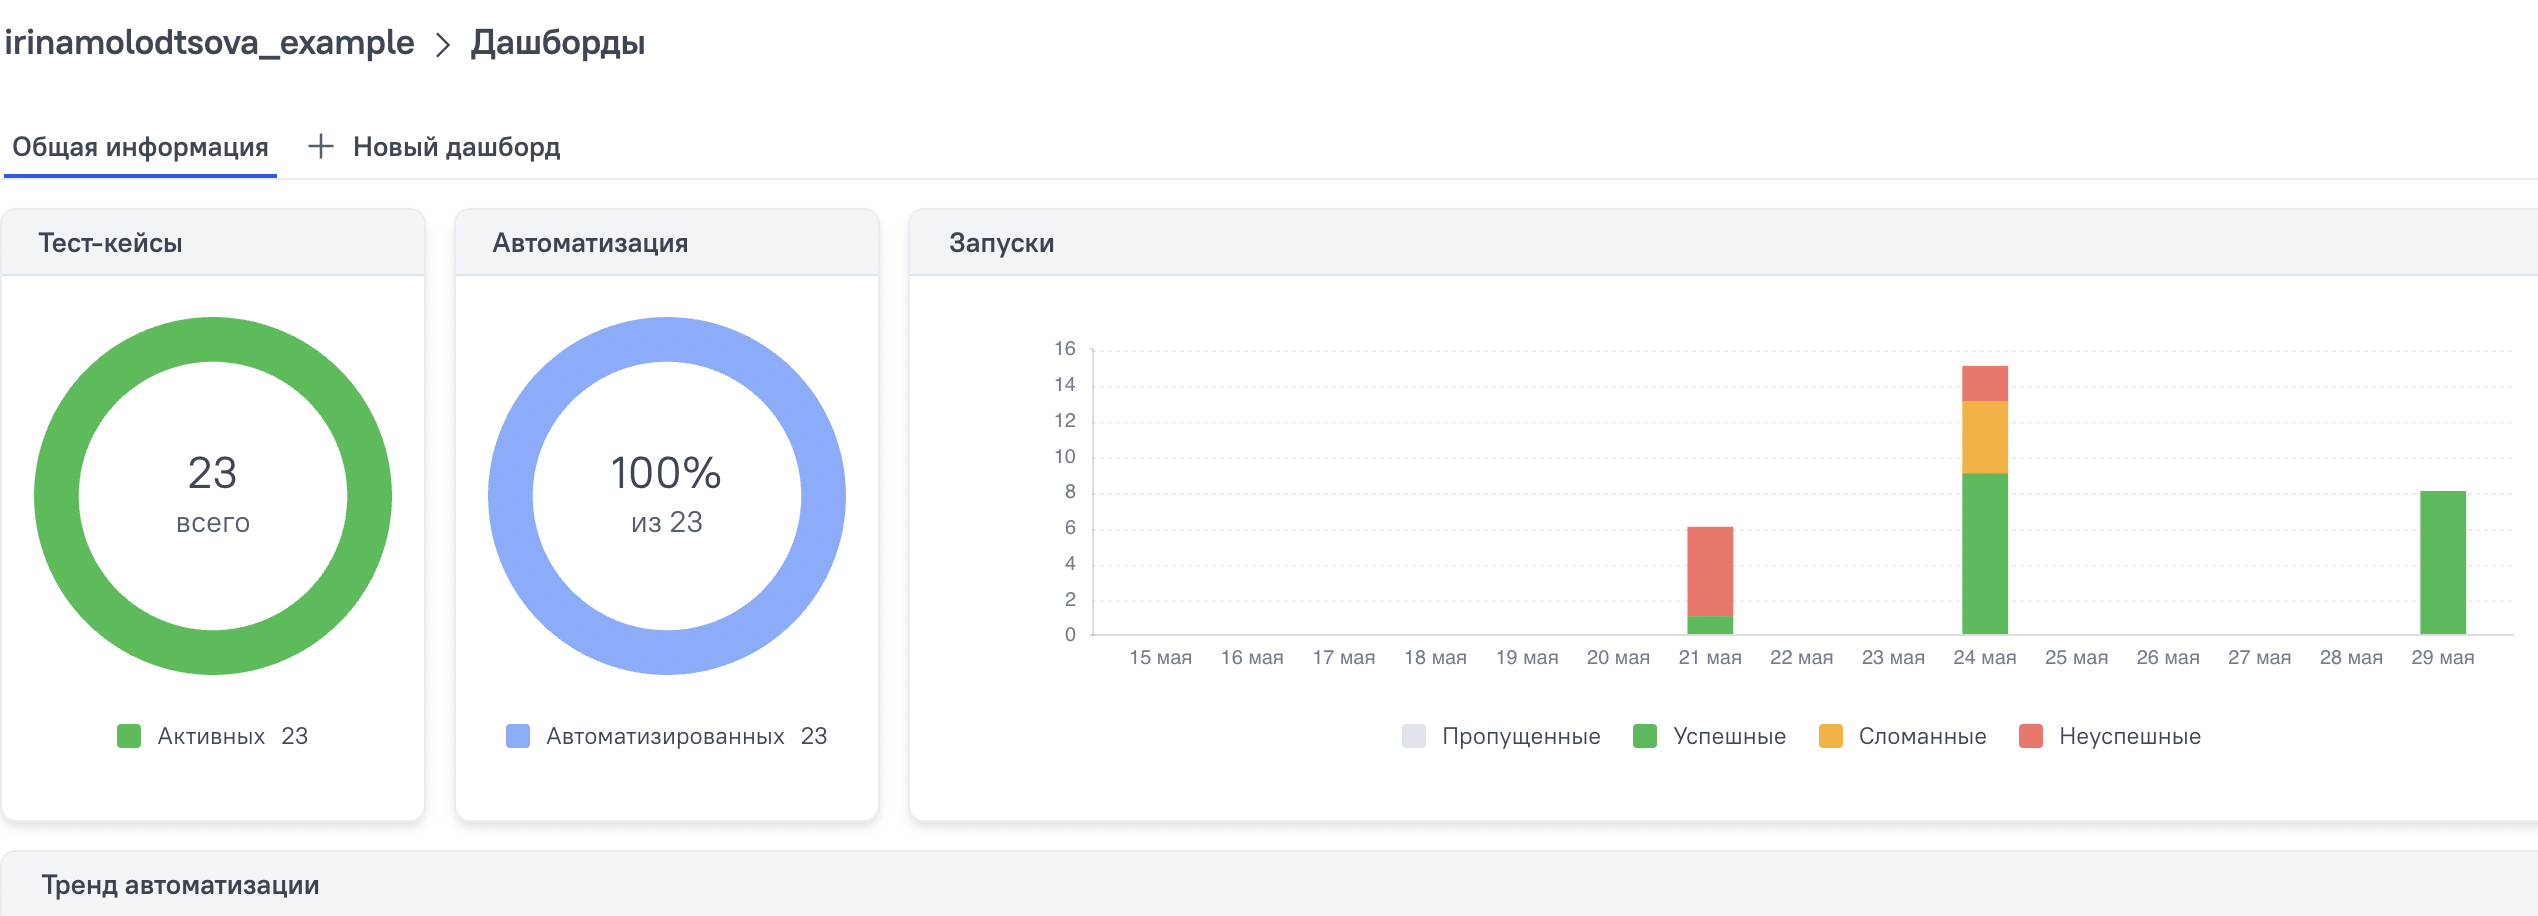 irinamolodtsova_example > Дашборды
Общая информация + Новый дашборд
Тест-кейсы
23
всего
Активных 23
Автоматизация
100%
из 23
Автоматизированных 23
Запуски
16
14
12
10
8
6
4
2
0
15 мая 16 мая 17 мая 18 мая 19 мая 20 мая 21 мая 22 мая 23 мая 24 мая 25 мая 26 мая 27 мая 28 мая 29 мая
Пропущенные Успешные Сломанные Неуспешные
Тренд автоматизации